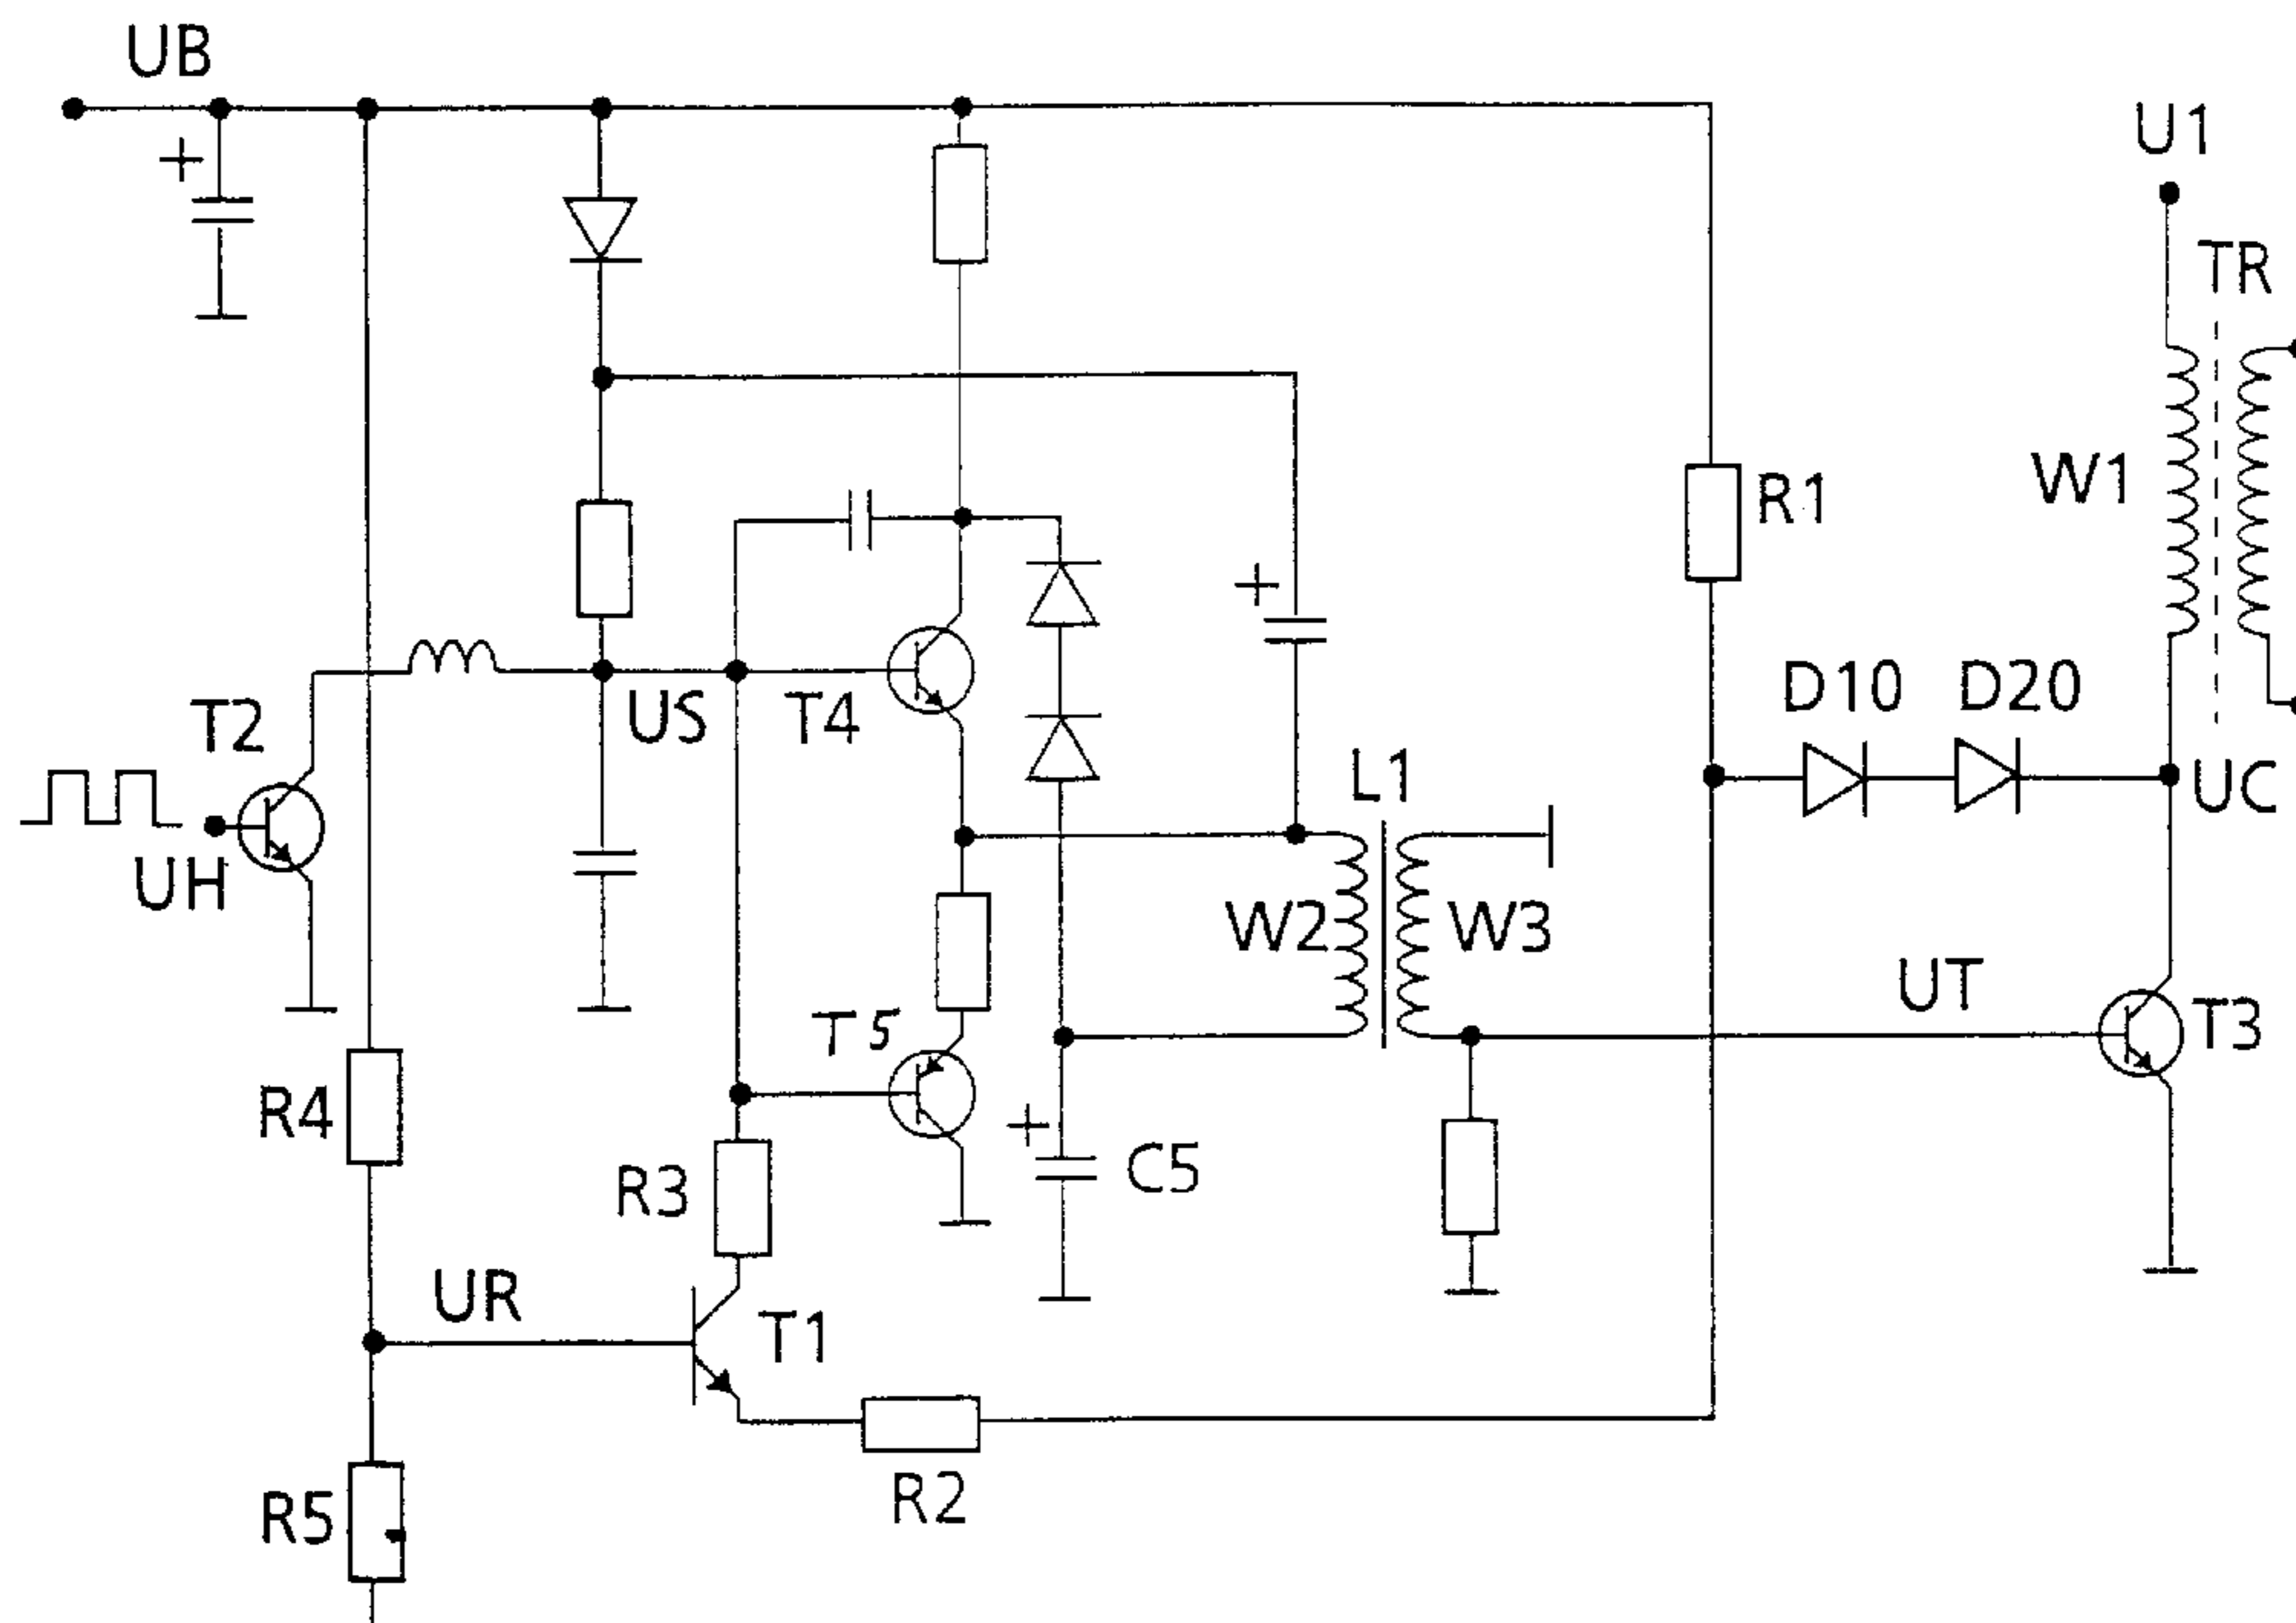 UB
+
U1
TR
R1
W1
+
D10
D20
T2
US
T4
L1
UC
UH
W2
W3
UT
T5
T3
R4
+
C5
R3
UR
T1
R2
R5